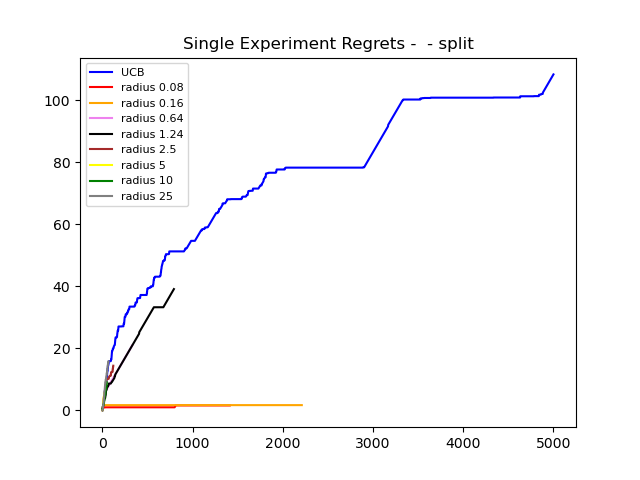 Single Experiment Regrets -  - split
UCB
radius 0.08
radius 0.16
radius 0.64
radius 1.24
radius 2.5
radius 5
radius 10
radius 25
100
80
60
40
20
0
0 1000 2000 3000 4000 5000